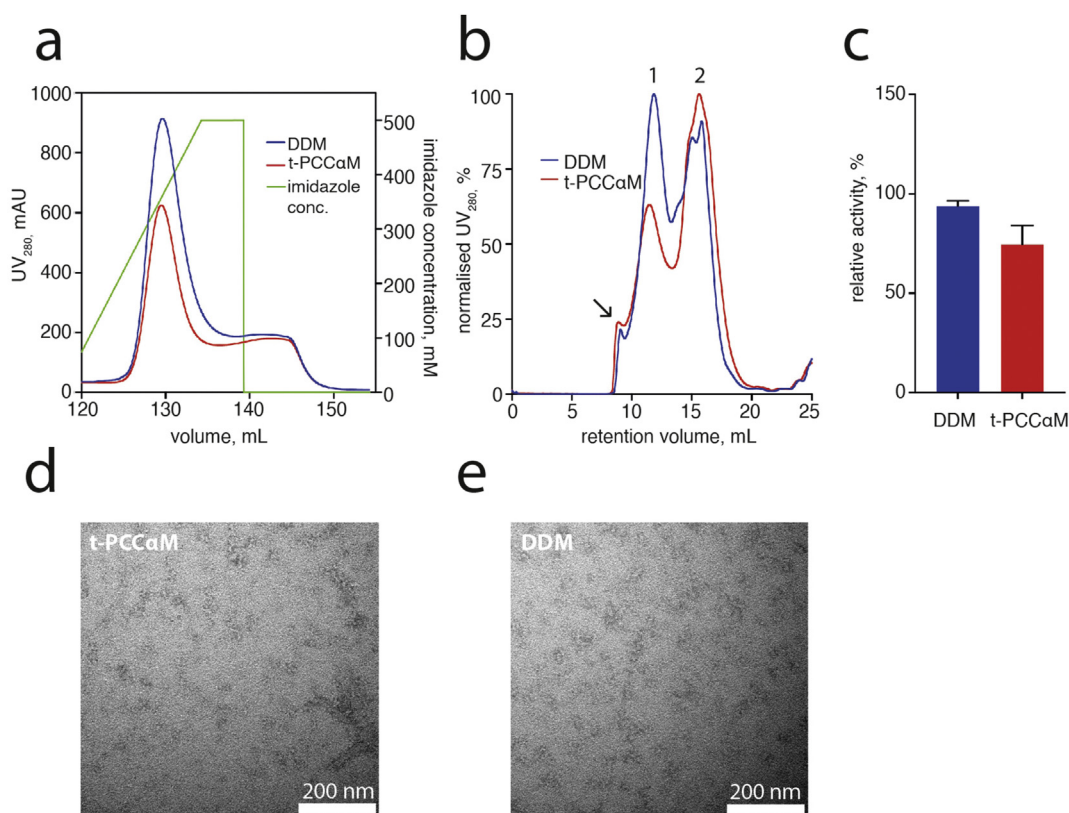 a
1000
800
600
400
200
0
120
130
140
150
500
400
300
200
100
0
UV280, mAU
volume, mL
imidazole concentration, mM
DDM
t-PCCαM
imidazole
conc.
b
1
2
100
75
50
25
0
0
5
10
15
20
25
normalised UV280, %
retention volume, mL
DDM
t-PCCαM
c
150
100
50
0
relative activity, %
DDM
t-PCCαM
d
t-PCCαM
200 nm
e
DDM
200 nm